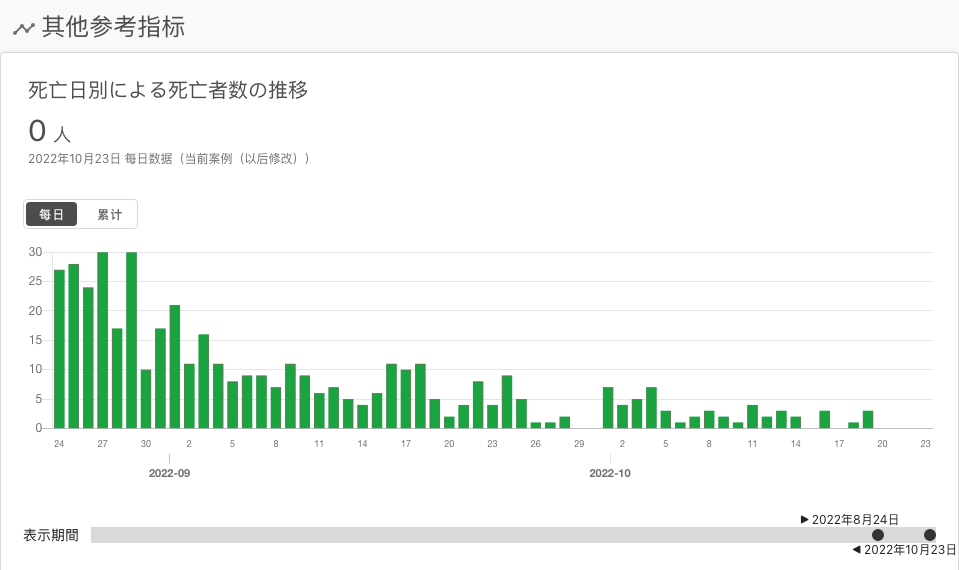 其他参考指标
死亡日別による死亡者数の推移
0 人
2022年10月23日 每日数据（当前案例（以后修改））
每日 累计
30
25
20
15
10
5
0
24 27 30 2 5 8 11 14 17 20 23 26 29 2 5 8 11 14 17 20 23
2022-09 2022-10
2022年8月24日
表示期間
2022年10月23日